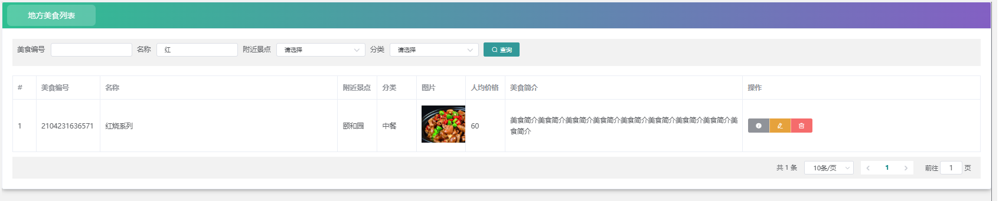 地方美食列表
美食编号 名称 红 附近景点 请选择 分类 请选择 查询
# 美食编号 名称 附近景点 分类 图片 人均价格 美食简介 操作
1 2104231636571 红烧系列 颐和园 中餐 60 美食简介美食简介美食简介美食简介美食简介美食简介美食简介美食简介美
食简介
共 1 条 10条/页 1 前往 1 页